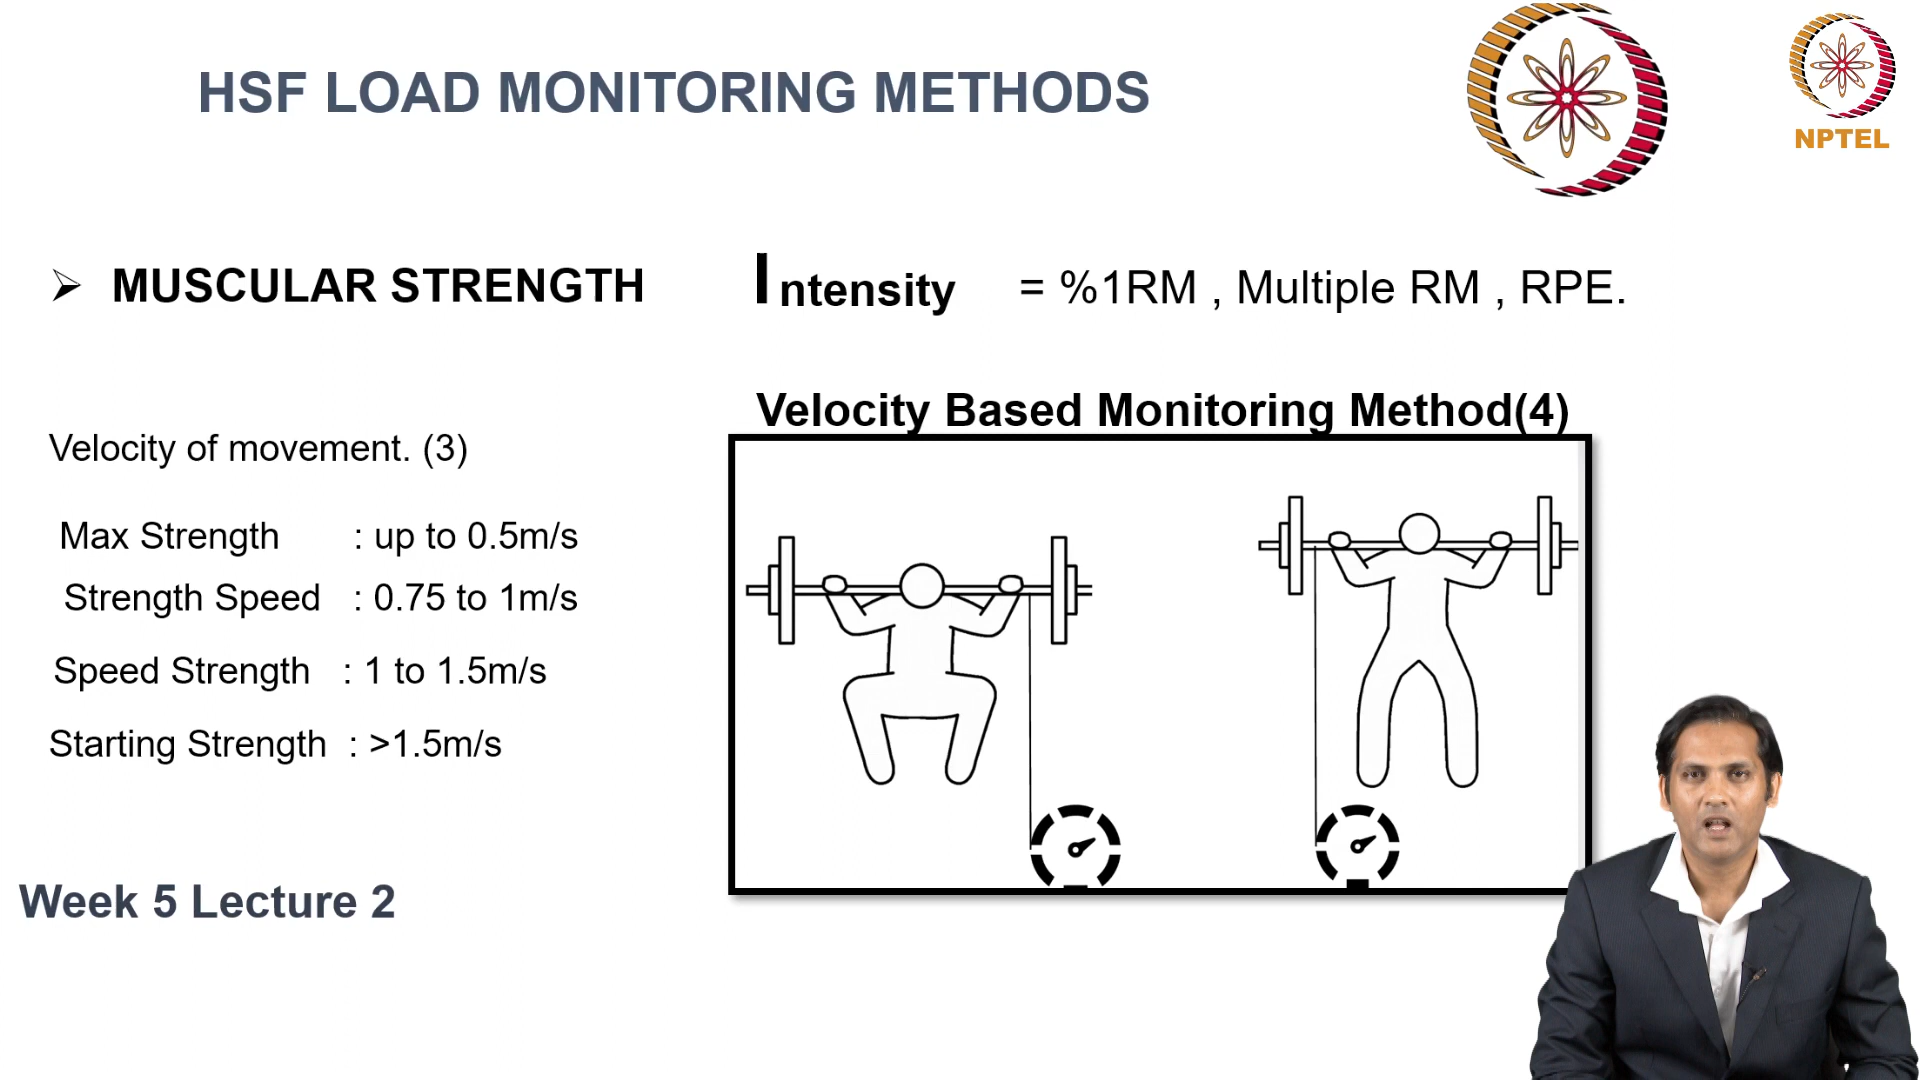 HSF LOAD MONITORING METHODS
NPTEL
➢ MUSCULAR STRENGTH
Intensity = %1RM , Multiple RM , RPE.
Velocity Based Monitoring Method(4)
Velocity of movement. (3)
Max Strength : up to 0.5m/s
Strength Speed : 0.75 to 1m/s
Speed Strength : 1 to 1.5m/s
Starting Strength : >1.5m/s
Week 5 Lecture 2